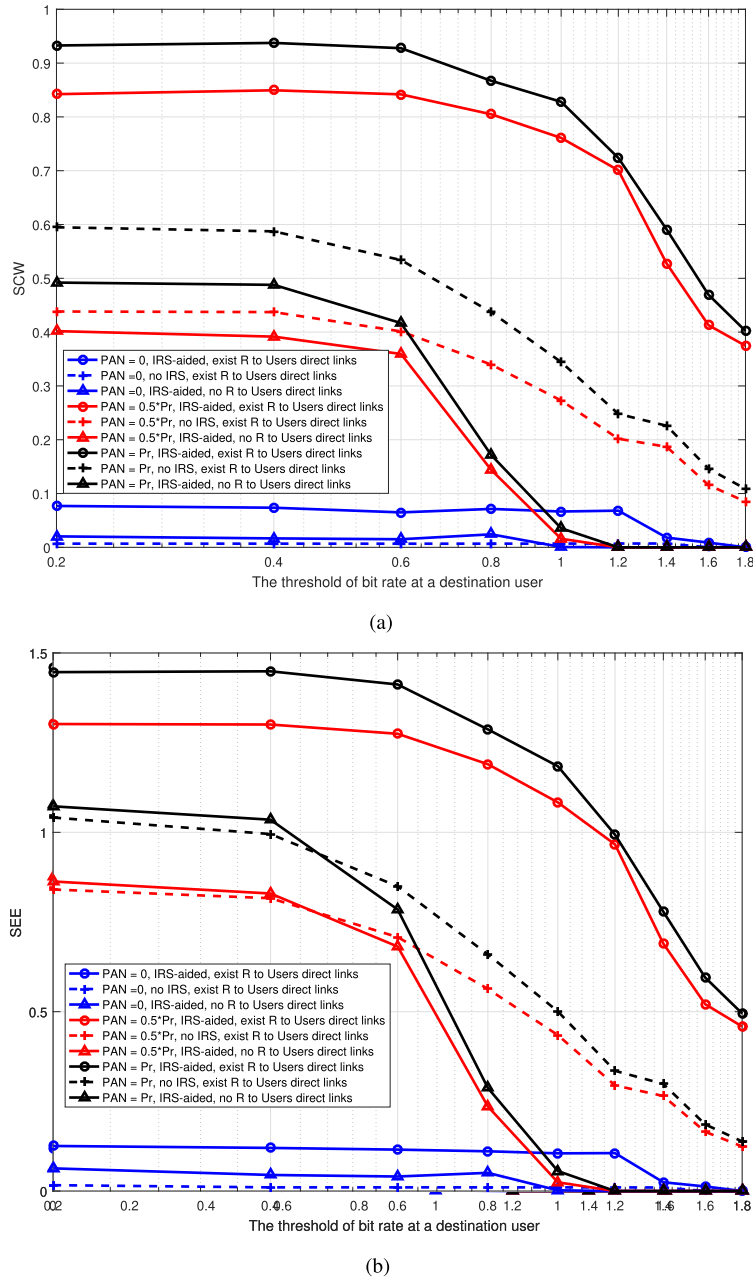 1
0.9
0.8
0.7
0.6
0.5
0.4
0.3
0.2
0.1
0
SCW
PAN = 0, IRS-aided, exist R to Users direct links
PAN =0, no IRS, exist R to Users direct links
PAN =0, IRS-aided, no R to Users direct links
PAN = 0.5*Pr, IRS-aided, exist R to Users direct links
PAN = 0.5*Pr, no IRS, exist R to Users direct links
PAN = 0.5*Pr, IRS-aided, no R to Users direct links
PAN = Pr, IRS-aided, exist R to Users direct links
PAN = Pr, no IRS, exist R to Users direct links
PAN = Pr, IRS-aided, no R to Users direct links
0.2 0.4 0.6 0.8 1 1.2 1.4 1.6 1.8
The threshold of bit rate at a destination user
(a)
1.5
1
0.5
0
SEE
PAN = 0, IRS-aided, exist R to Users direct links
PAN =0, no IRS, exist R to Users direct links
PAN =0, IRS-aided, no R to Users direct links
PAN = 0.5*Pr, IRS-aided, exist R to Users direct links
PAN = 0.5*Pr, no IRS, exist R to Users direct links
PAN = 0.5*Pr, IRS-aided, no R to Users direct links
PAN = Pr, IRS-aided, exist R to Users direct links
PAN = Pr, no IRS, exist R to Users direct links
PAN = Pr, IRS-aided, no R to Users direct links
0.2 0.4 0.6 0.8 1 0.8 1.2 1 1.2 1.6 1.8
The threshold of bit rate at a destination user
(b)